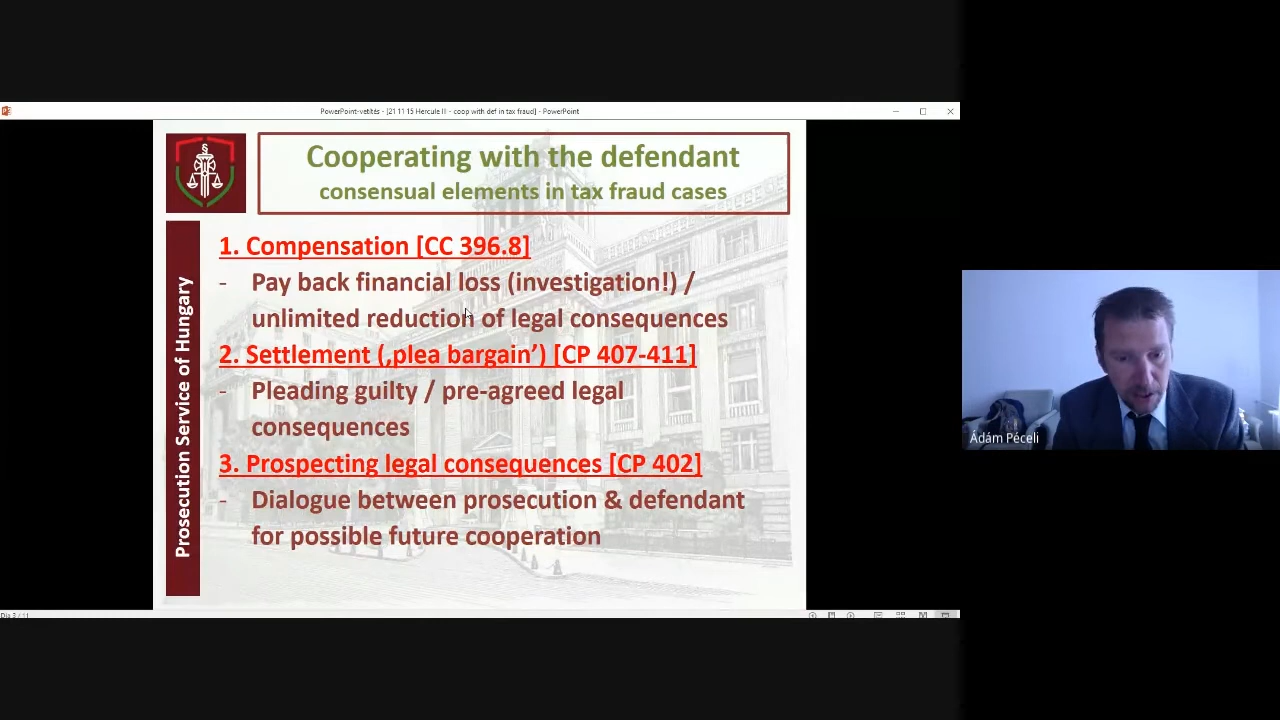 PowerPoint-vetítés - [21 11 15 Hercule II - coop with def in tax fraud] - PowerPoint
§
Cooperating with the defendant
consensual elements in tax fraud cases
Prosecution Service of Hungary
1. Compensation [CC 396.8]
- Pay back financial loss (investigation!) /
unlimited reduction of legal consequences
2. Settlement (‚plea bargain’) [CP 407-411]
- Pleading guilty / pre-agreed legal
consequences
3. Prospecting legal consequences [CP 402]
- Dialogue between prosecution & defendant
for possible future cooperation
Ádám Péceli
Dia 3 / 11